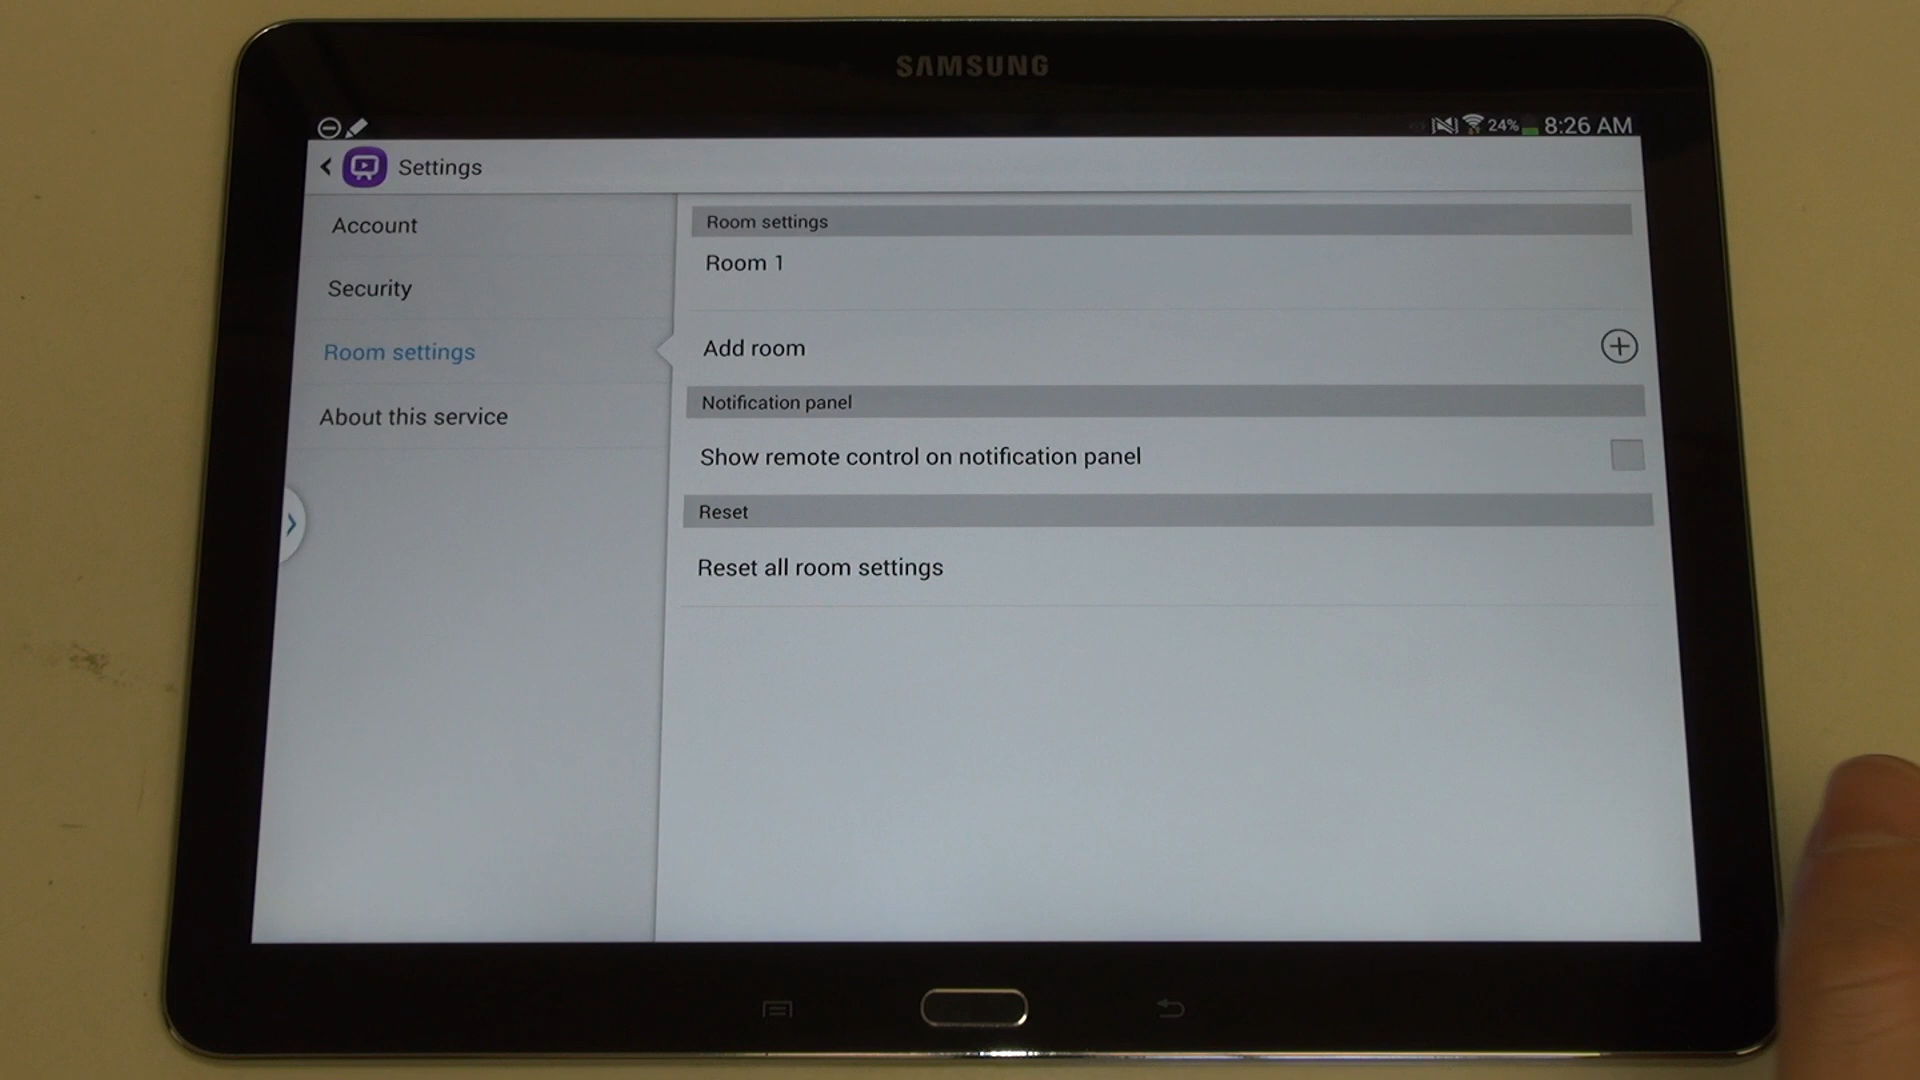 SAMSUNG
24% 8:26 AM
Settings
Account
Security
Room settings
About this service
Room settings
Room 1
Add room
Notification panel
Show remote control on notification panel
Reset
Reset all room settings